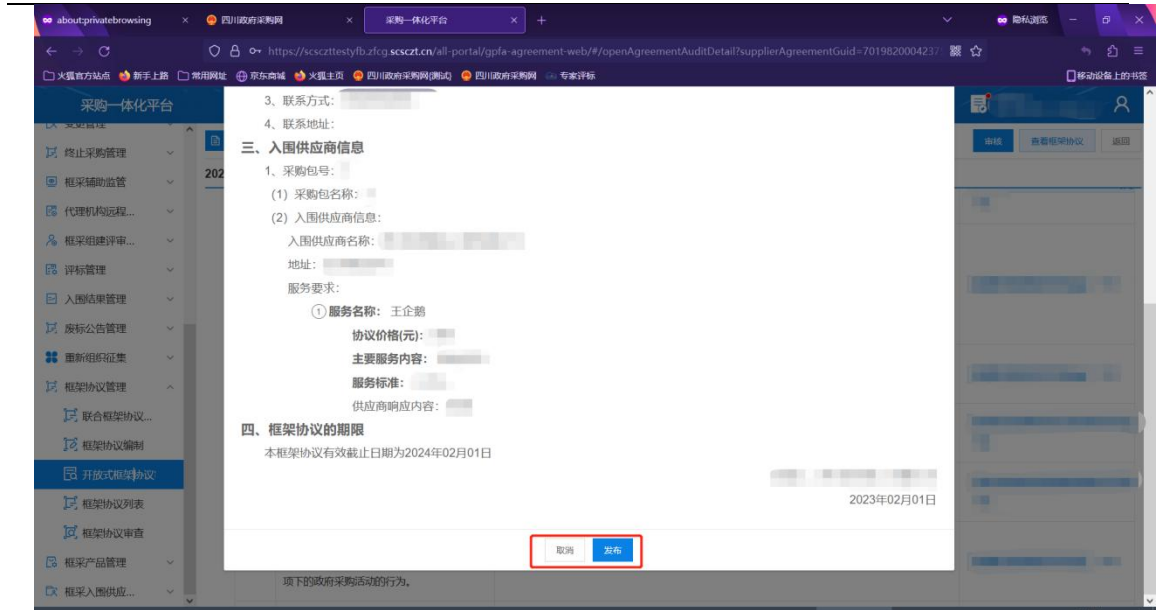 about:privatebrowsing
四川政府采购网
采购一体化平台
隐私浏览
https://scsczttestyfb.zfcg.scsczt.cn/all-portal/gpfa-agreement-web/#/openAgreementAuditDetail?supplierAgreementGuid=7019820004237
火狐官方站点
新手上路
常用网址
京东商城
火狐主页
四川政府采购网(测试)
四川政府采购网
专家评标
移动设备上的书签
采购一体化平台
变更管理
终止采购管理
框采辅助监管
代理机构远程...
框采组建评审...
评标管理
入围结果管理
废标公告管理
重新组织征集
框架协议管理
联合框架协议...
框架协议编制
开放式框架协议
框架协议列表
框架协议审查
框采产品管理
框采入围供应...
202
审核
查看框架协议
返回
3、联系方式：
4、联系地址：
三、入围供应商信息
1、采购包号：
(1) 采购包名称：
(2) 入围供应商信息：
入围供应商名称：
地址：
服务要求：
① 服务名称： 王企鹅
协议价格(元)：
主要服务内容：
服务标准：
供应商响应内容：
四、框架协议的期限
本框架协议有效截止日期为2024年02月01日
2023年02月01日
取消
发布
项下的政府采购活动的行为。